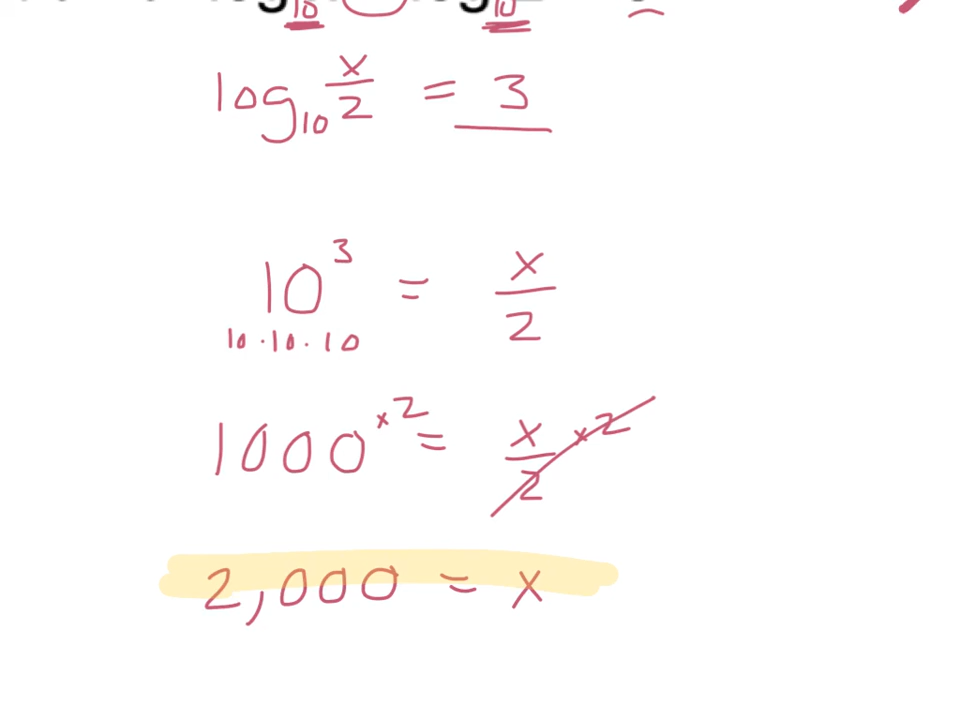 log₁₀ x/2 = 3
10³ = x/2
10 · 10 · 10
1000 ˣ 2 = x/2 × 2
2,000 = x